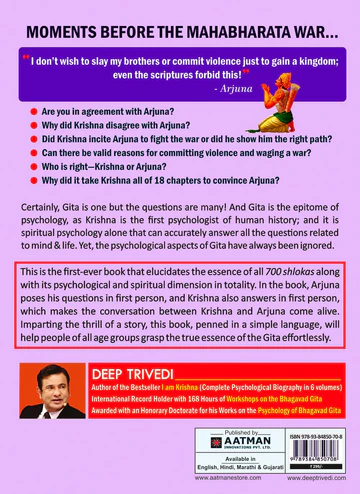 MOMENTS BEFORE THE MAHABHARATA WAR...
"I don't wish to slay my brothers or commit violence just to gain a kingdom;
even the scriptures forbid this!"
- Arjuna
Are you in agreement with Arjuna?
Why did Krishna disagree with Arjuna?
Did Krishna incite Arjuna to fight the war or did he show him the right path?
Can there be valid reasons for committing violence and waging a war?
Who is right—Krishna or Arjuna?
Why did it take Krishna all of 18 chapters to convince Arjuna?
Certainly, Gita is one but the questions are many! And Gita is the epitome of
psychology, as Krishna is the first psychologist of human history; and it is
spiritual psychology alone that can accurately answer all the questions related
to mind & life. Yet, the psychological aspects of Gita have always been ignored.
This is the first-ever book that elucidates the essence of all 700 shlokas along
with its psychological and spiritual dimension in totality. In the book, Arjuna
poses his questions in first person, and Krishna also answers in first person,
which makes the conversation between Krishna and Arjuna come alive.
Imparting the thrill of a story, this book, penned in a simple language, will
help people of all age groups grasp the true essence of the Gita effortlessly.
DEEP TRIVEDI
Author of the Bestseller I am Krishna (Complete Psychological Biography in 6 volumes)
International Record Holder with 168 Hours of Workshops on the Bhagavad Gita
Awarded with an Honorary Doctorate for his Works on the Psychology of Bhagavad Gita
Published by
AATMAN
INNOVATIONS PVT. LTD.
Available in
English, Hindi, Marathi & Gujarati
www.aatmanestore.com
ISBN 978-93-84850-70-8
9 789384 850708
₹ 299/-
www.deeptrivedi.com